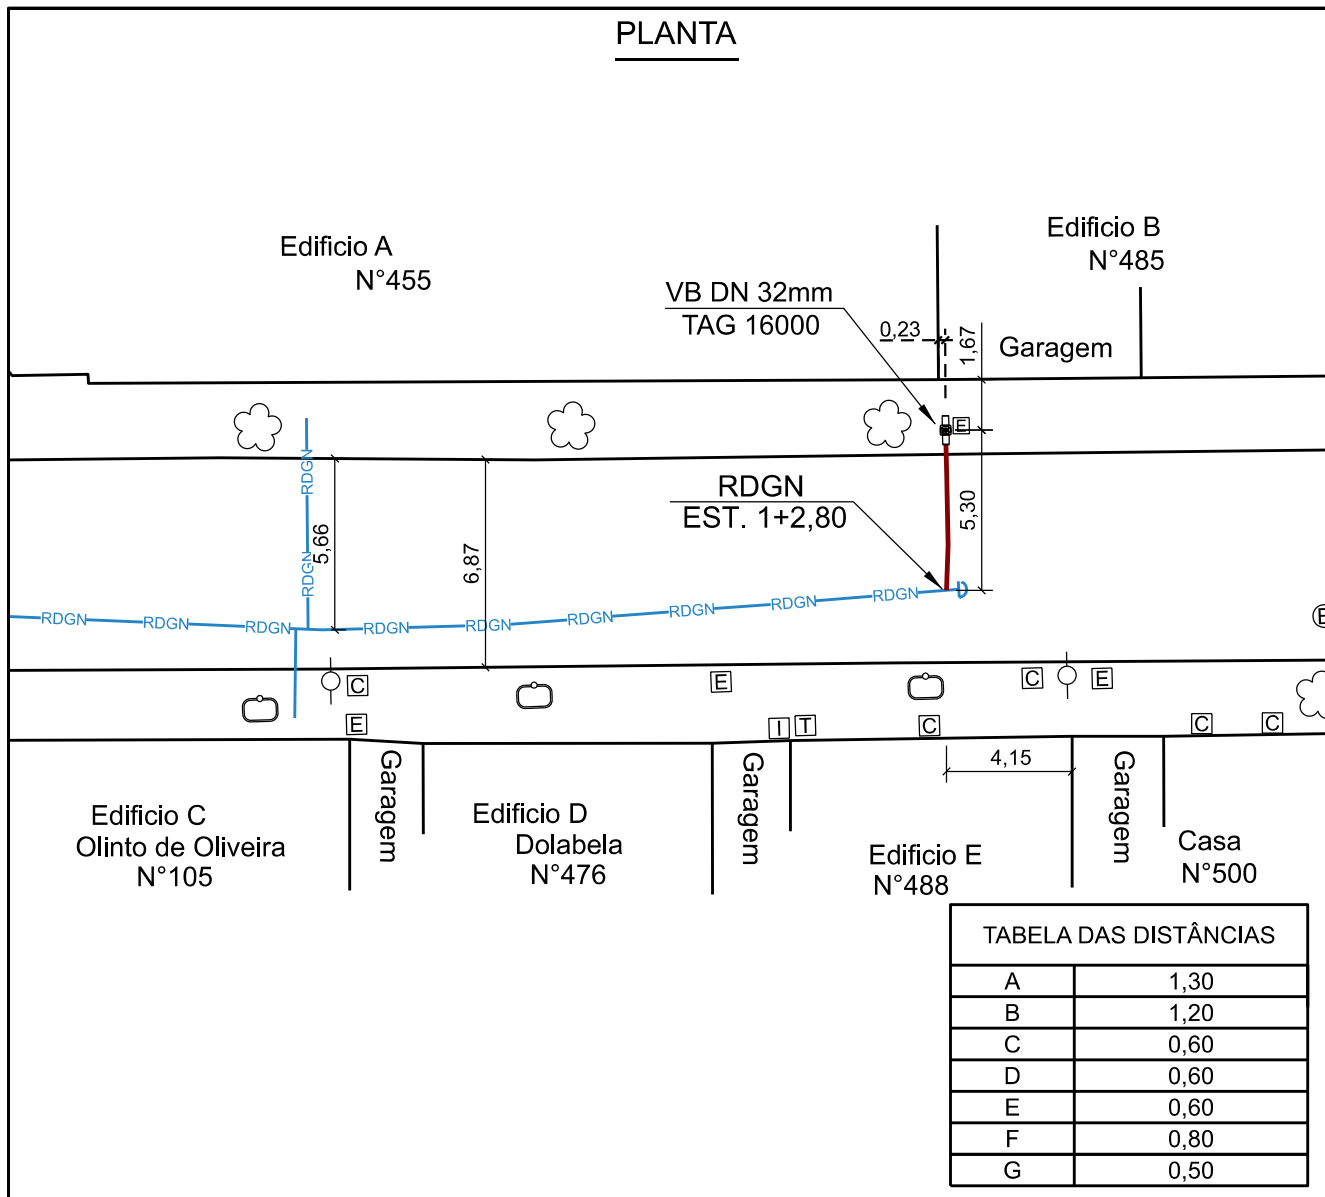 PLANTA
Edificio A
N°455
Edificio B
N°485
VB DN 32mm
TAG 16000
0,23
1,67
Garagem
E
RDGN
RDGN
5,66
6,87
RDGN
EST. 1+2,80
5,30
RDGN
RDGN
RDGN
RDGN
RDGN
RDGN
RDGN
RDGN
RDGN
D
C
E
E
I
T
C
C
E
C
C
4,15
Garagem
Garagem
Garagem
Edificio C
Olinto de Oliveira
N°105
Edificio D
Dolabela
N°476
Edificio E
N°488
Casa
N°500
TABELA DAS DISTÂNCIAS
A 1,30
B 1,20
C 0,60
D 0,60
E 0,60
F 0,80
G 0,50